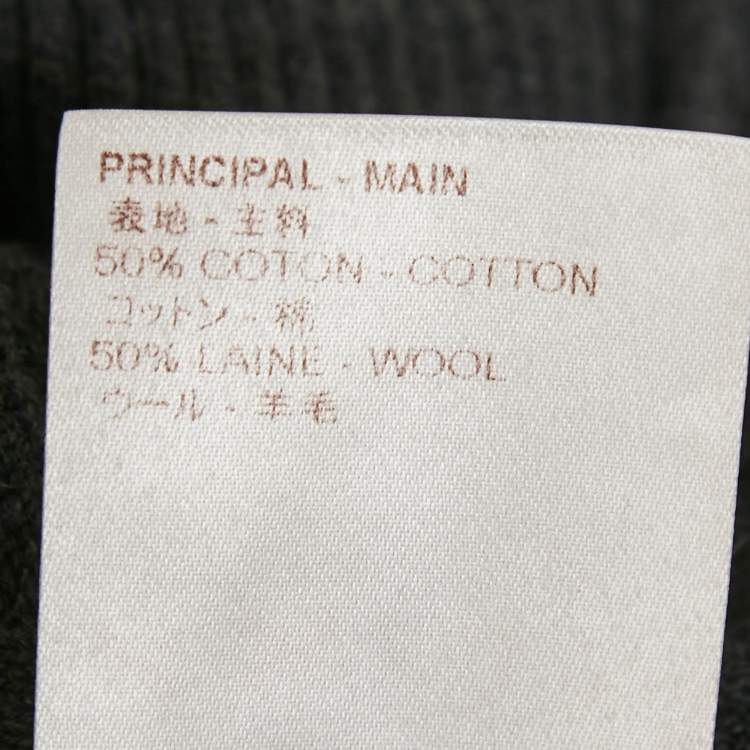 PRINCIPAL - MAIN
表地 - 主料
50% COTON - COTTON
コットン - 棉
50% LAINE - WOOL
ウール - 羊毛